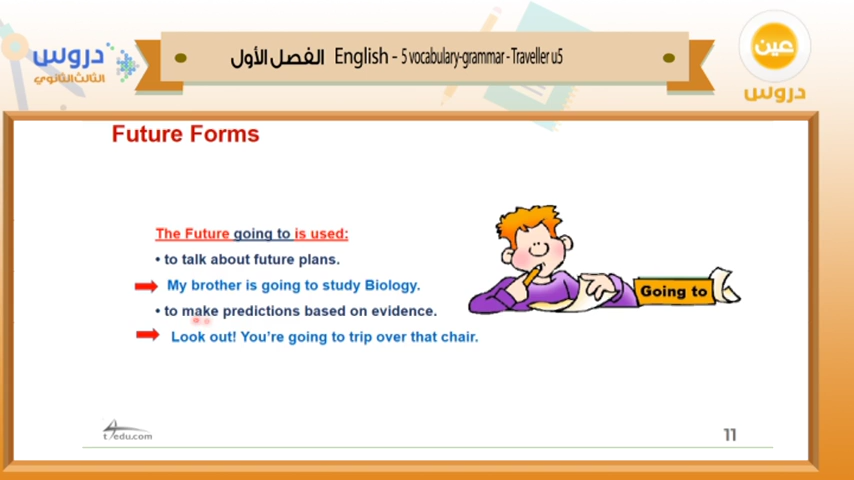 دروس
الثالث الثانوي
English - 5 vocabulary-grammar - Traveller u5 الفصل الأول
عين
دروس
Future Forms
The Future going to is used:
• to talk about future plans.
My brother is going to study Biology.
• to make predictions based on evidence.
Look out! You're going to trip over that chair.
Going to
t4edu.com
11